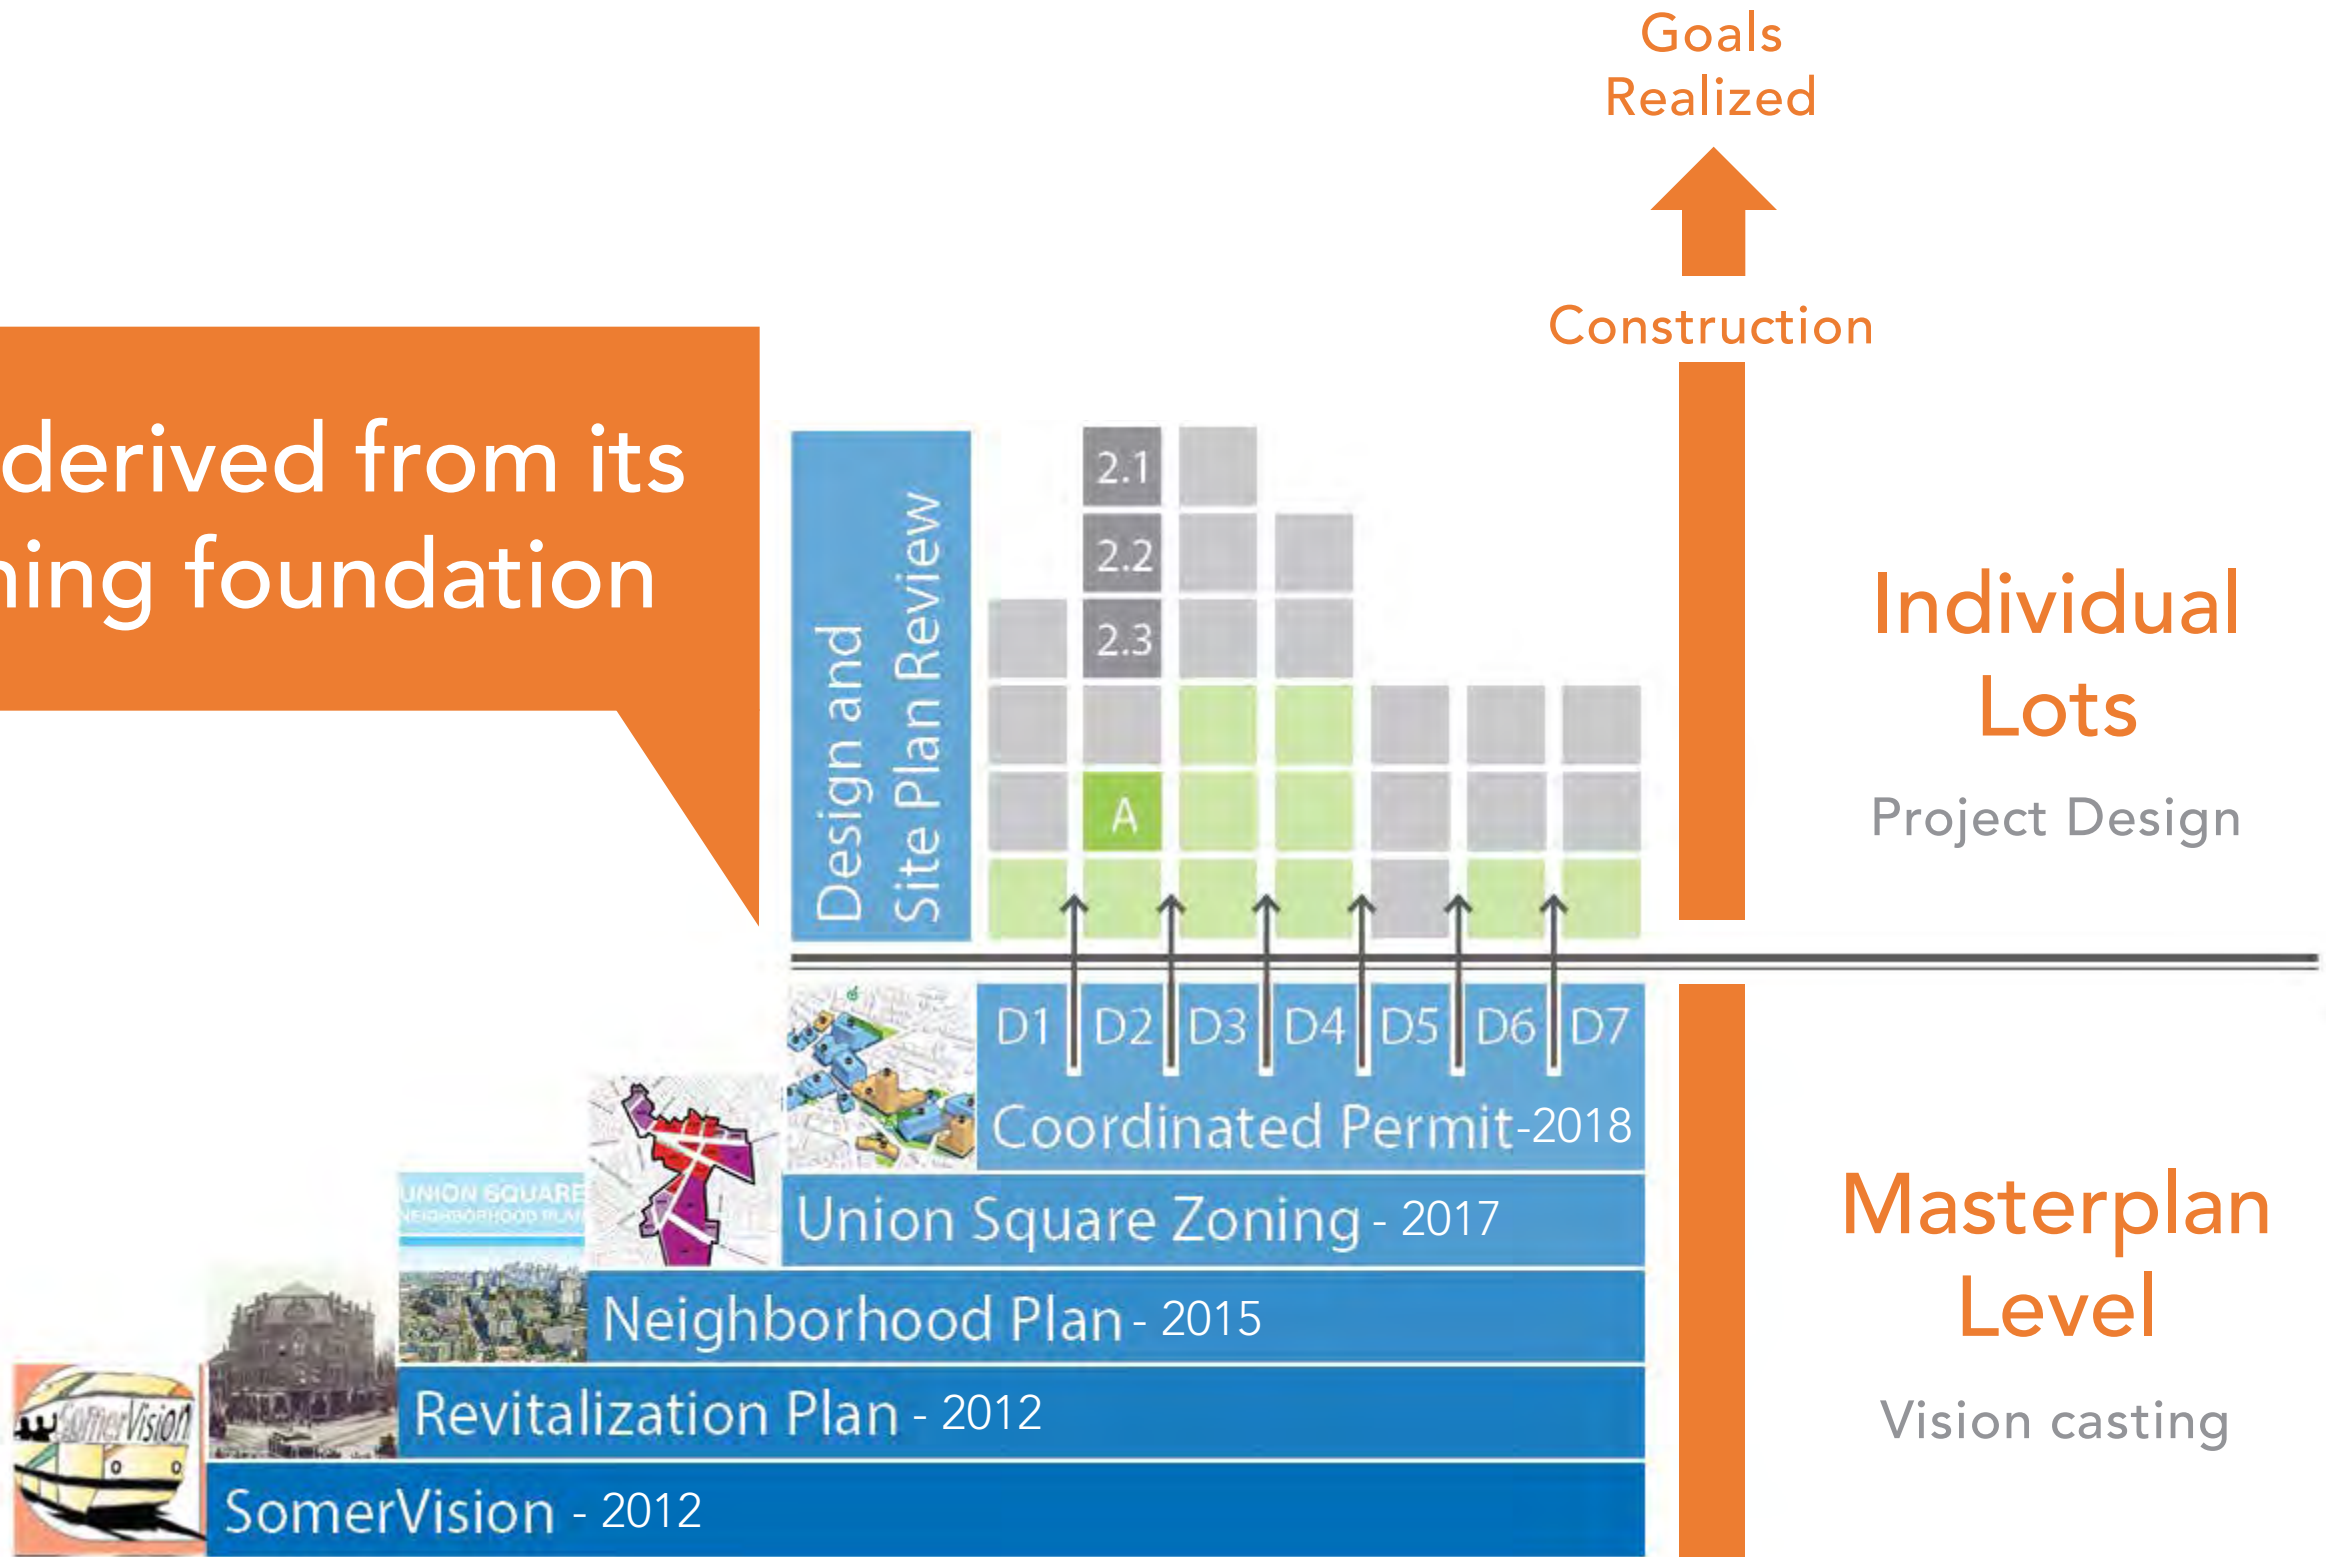 Goals
Realized
Construction
derived from its
ning foundation
Design and
Site Plan Review
2.1
2.2
2.3
A
Individual
Lots
Project Design
D1 D2 D3 D4 D5 D6 D7
Coordinated Permit-2018
Union Square Zoning - 2017
UNION SQUARE
NEIGHBORHOOD PLAN
Neighborhood Plan - 2015
Revitalization Plan - 2012
SomerVision
SomerVision - 2012
Masterplan
Level
Vision casting